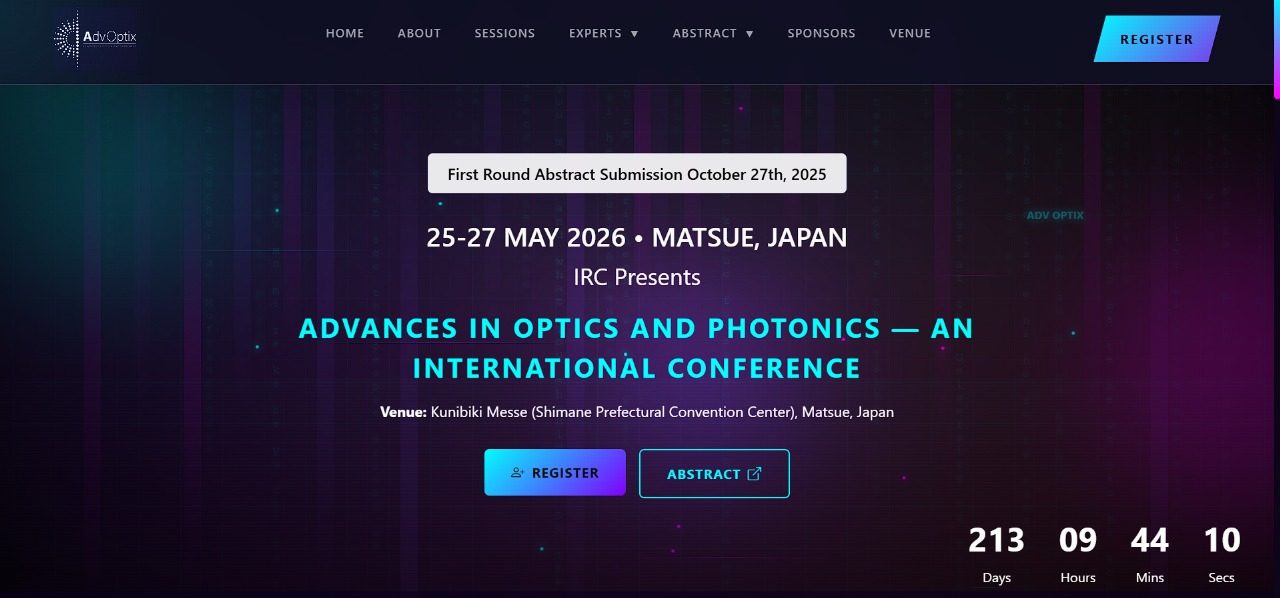 AdvOptix
HOME ABOUT SESSIONS EXPERTS ▼ ABSTRACT ▼ SPONSORS VENUE
REGISTER
First Round Abstract Submission October 27th, 2025
ADV OPTIX
25-27 MAY 2026 • MATSUE, JAPAN
IRC Presents
ADVANCES IN OPTICS AND PHOTONICS — AN
INTERNATIONAL CONFERENCE
Venue: Kunibiki Messe (Shimane Prefectural Convention Center), Matsue, Japan
REGISTER ABSTRACT
213 09 44 10
Days Hours Mins Secs